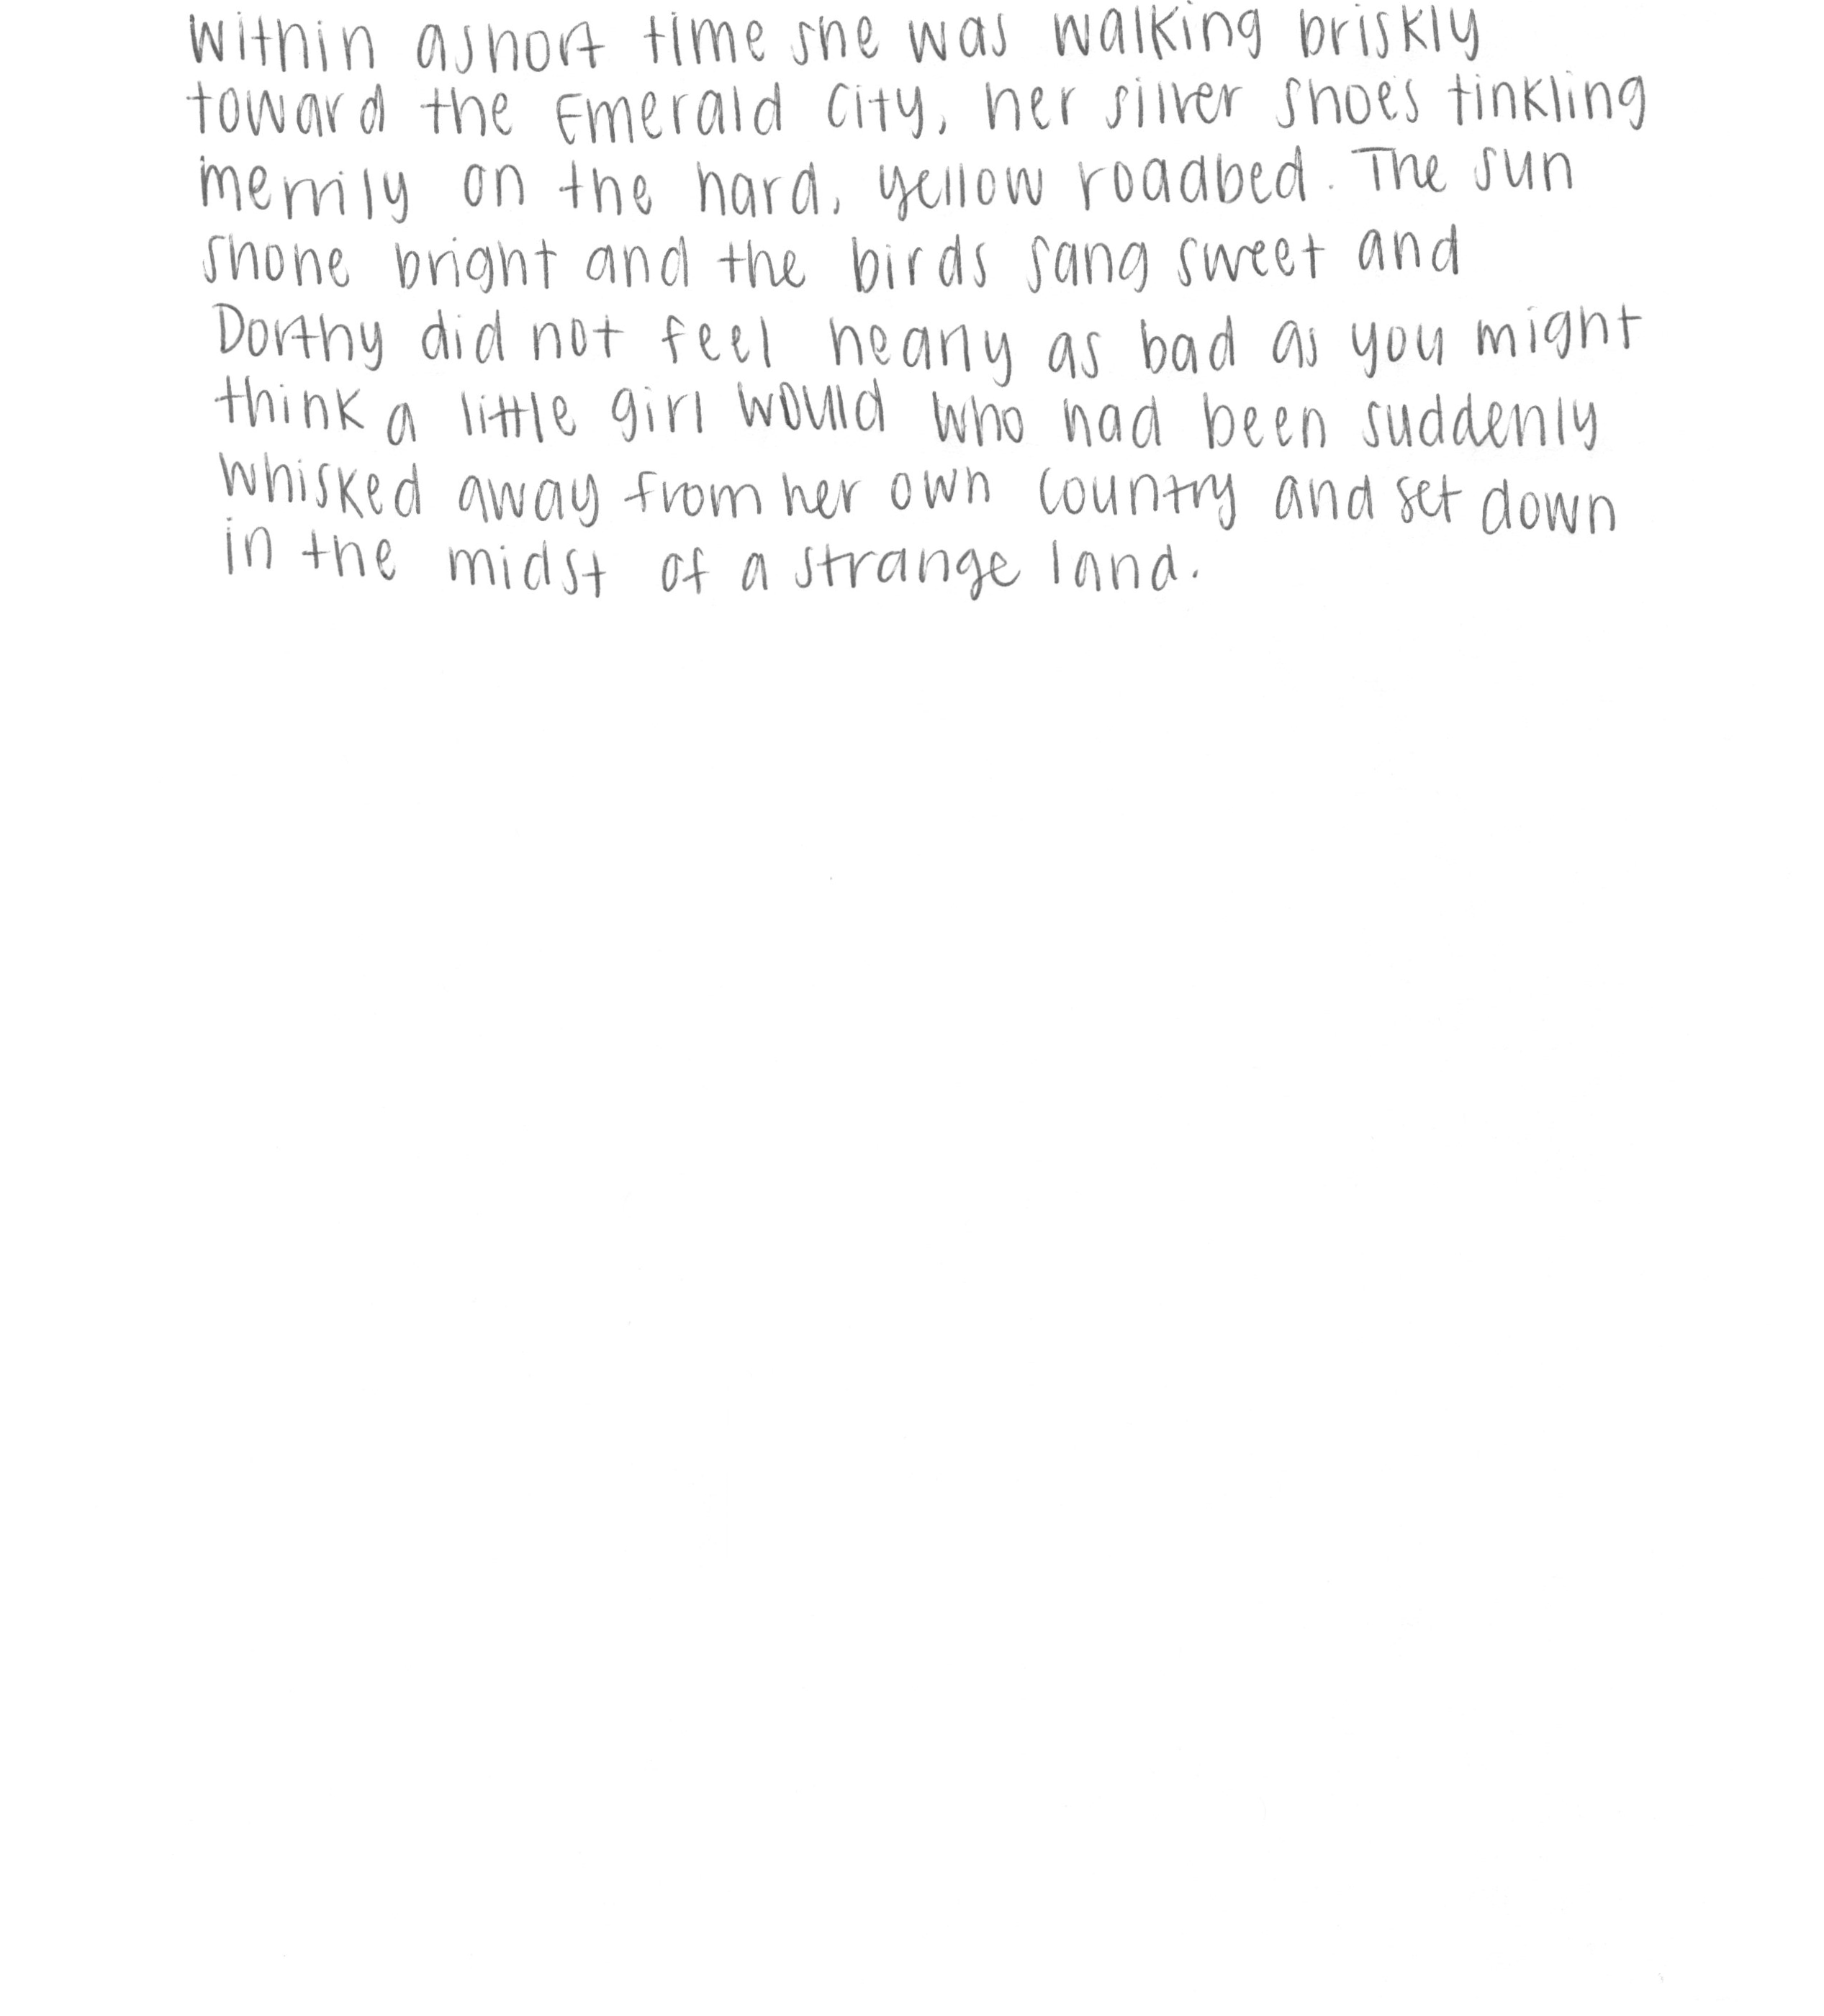 Within a short time she was walking briskly
toward the Emerald City, her silver shoes tinkling
merrily on the hard, yellow roadbed. The sun
shone bright and the birds sang sweet and
Dorthy did not feel nearly as bad as you might
think a little girl would who had been suddenly
whisked away from her own country and set down
in the midst of a strange land.